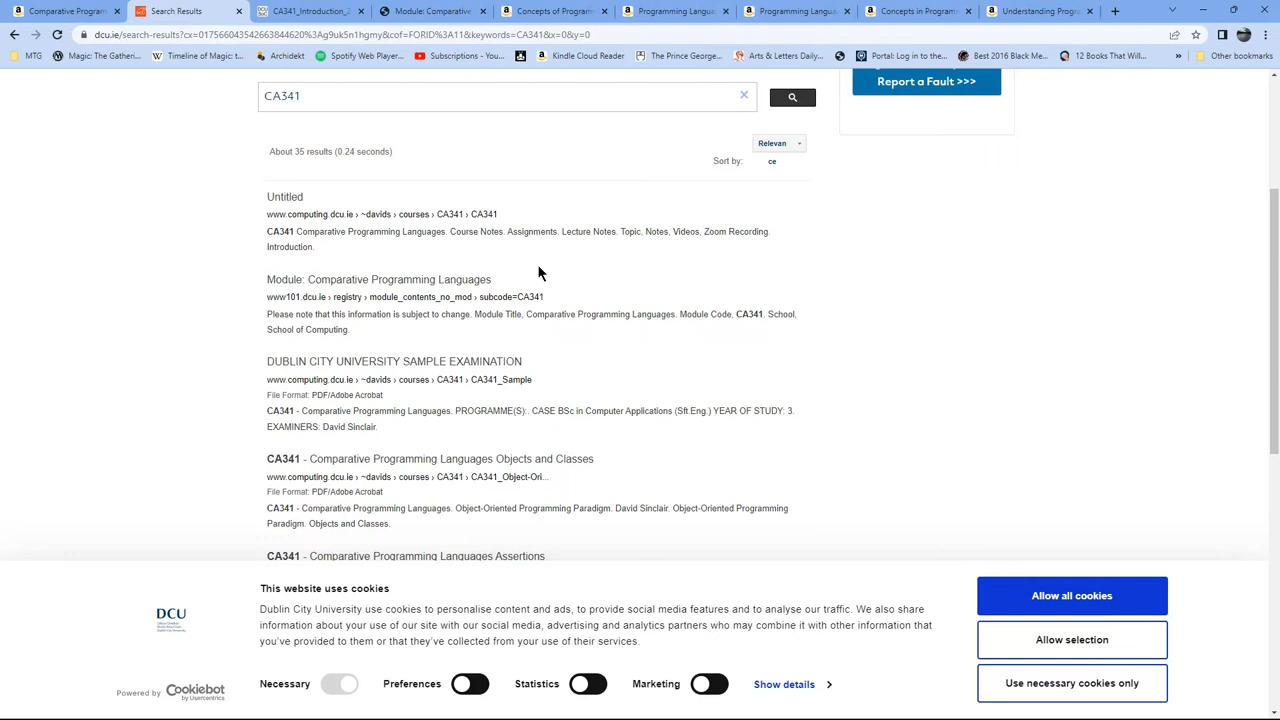 Comparative Program
Search Results
CA341_Introduction_2
Module: Comparative
Concepts of Program
Programming Langua
Programming Langua
Concepts in Program
Understanding Progra
dcu.ie/search-results?cx=017566043542663844620%3Ag9uk5n1hgmy&cof=FORID%3A11&keywords=CA341&x=0&y=0
MTG
Magic: The Gatherin...
Timeline of Magic: t...
Archidekt
Spotify Web Player...
Subscriptions - You...
Kindle Cloud Reader
The Prince George...
Arts & Letters Daily...
Portal: Log in to the...
Best 2016 Black Me...
12 Books That Will...
Other bookmarks
CA341
Report a Fault >>>
About 35 results (0.24 seconds)
Sort by:
Relevan
ce
Untitled
www.computing.dcu.ie › ~davids › courses › CA341 › CA341
CA341 Comparative Programming Languages. Course Notes. Assignments. Lecture Notes. Topic, Notes, Videos, Zoom Recording.
Introduction.
Module: Comparative Programming Languages
www101.dcu.ie › registry › module_contents_no_mod › subcode=CA341
Please note that this information is subject to change. Module Title, Comparative Programming Languages. Module Code, CA341. School,
School of Computing.
DUBLIN CITY UNIVERSITY SAMPLE EXAMINATION
www.computing.dcu.ie › ~davids › courses › CA341 › CA341_Sample
File Format: PDF/Adobe Acrobat
CA341 - Comparative Programming Languages. PROGRAMME(S):. CASE BSc in Computer Applications (Sft.Eng.) YEAR OF STUDY: 3.
EXAMINERS: David Sinclair.
CA341 - Comparative Programming Languages Objects and Classes
www.computing.dcu.ie › ~davids › courses › CA341 › CA341_Object-Ori...
File Format: PDF/Adobe Acrobat
CA341 - Comparative Programming Languages. Object-Oriented Programming Paradigm. David Sinclair. Object-Oriented Programming
Paradigm. Objects and Classes.
CA341 - Comparative Programming Languages Assertions
DCU
This website uses cookies
Dublin City University use cookies to personalise content and ads, to provide social media features and to analyse our traffic. We also share
information about your use of our site with our social media, advertising and analytics partners who may combine it with other information that
you've provided to them or that they've collected from your use of their services.
Allow all cookies
Allow selection
Use necessary cookies only
Powered by Cookiebot
by Usercentrics
Necessary
Preferences
Statistics
Marketing
Show details